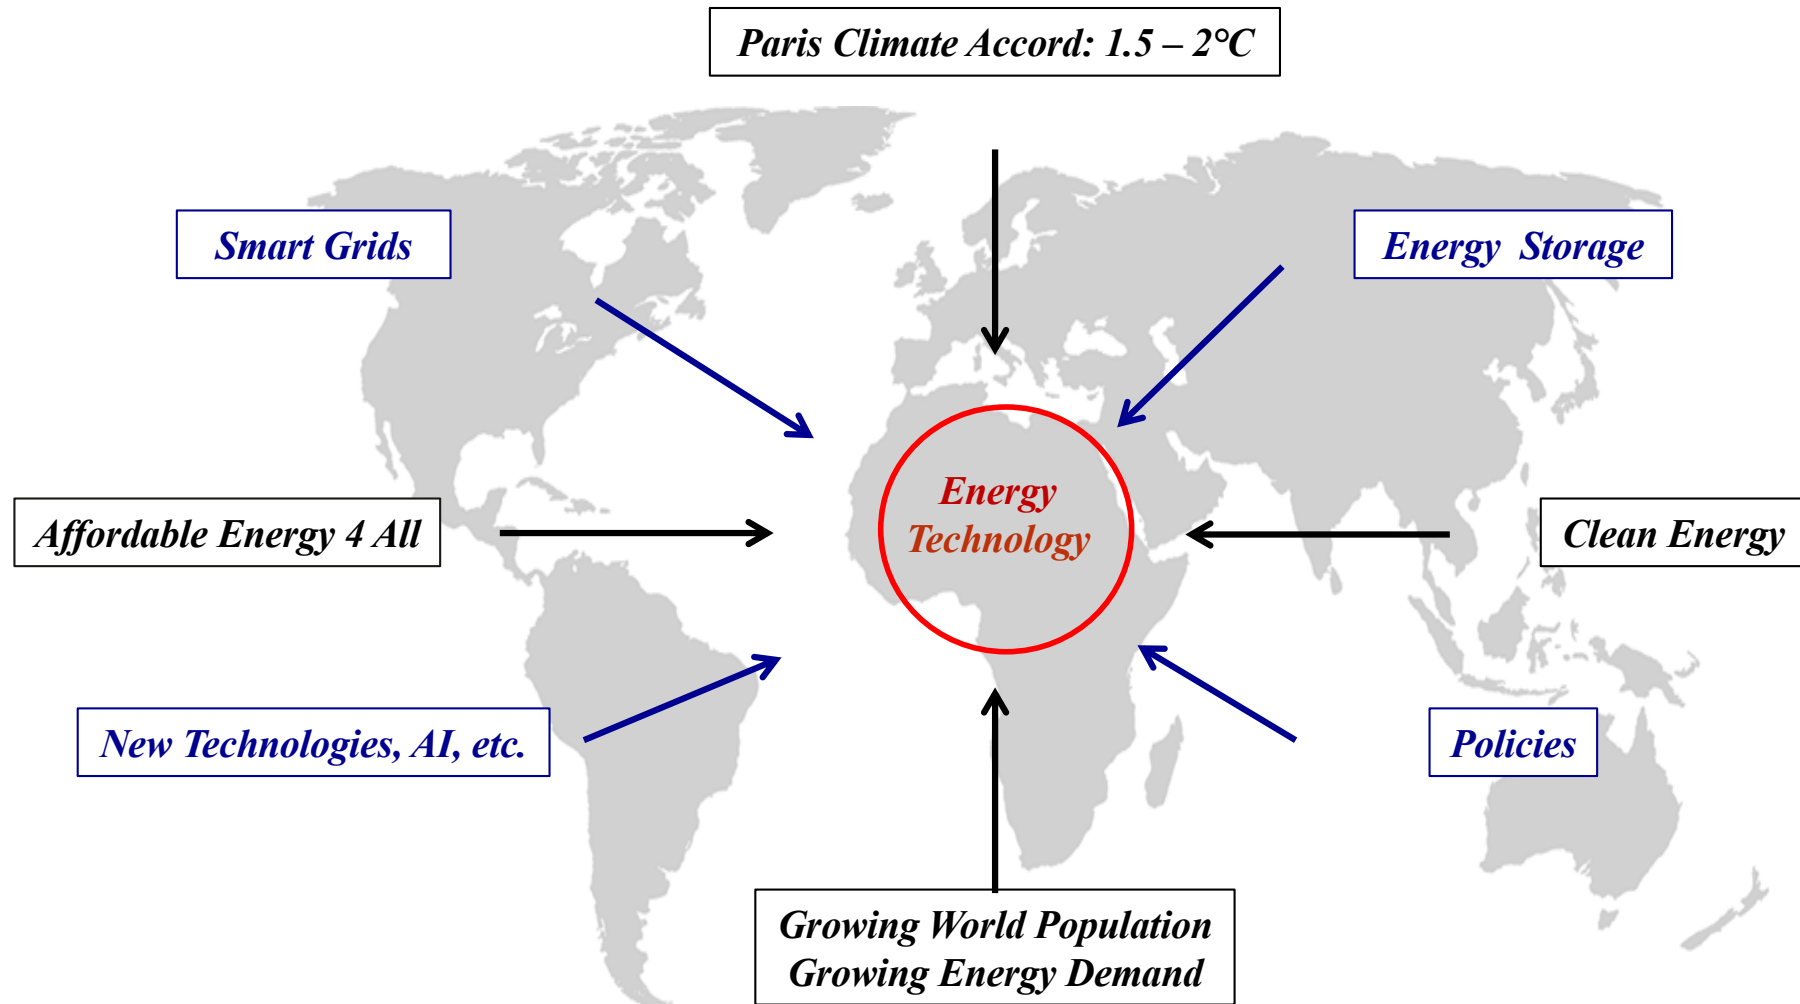 Paris Climate Accord: 1.5 – 2°C
Smart Grids
Energy Storage
Energy
Technology
Affordable Energy 4 All
Clean Energy
New Technologies, AI, etc.
Policies
Growing World Population
Growing Energy Demand